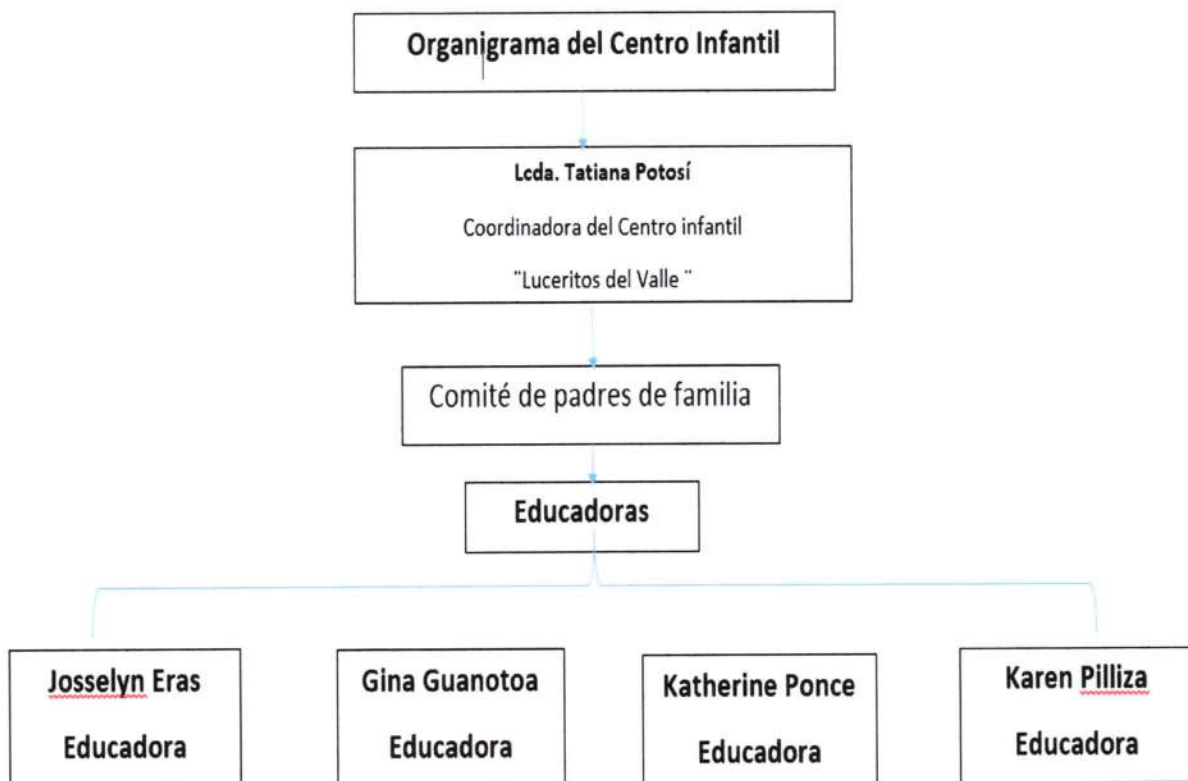 Organigrama del Centro Infantil
Lcda. Tatiana Potosí
Coordinadora del Centro infantil
¨Luceritos del Valle ¨
Comité de padres de familia
Educadoras
Josselyn Eras
Educadora
Gina Guanotoa
Educadora
Katherine Ponce
Educadora
Karen Pilliza
Educadora